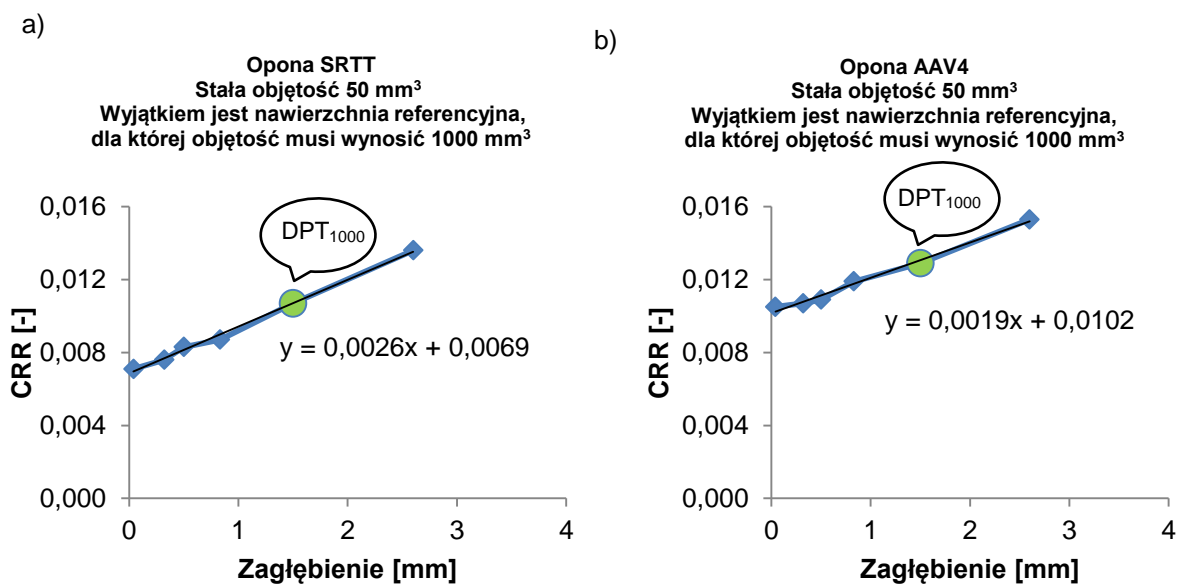 a)
Opona SRTT
Stała objętość 50 mm³
Wyjątkiem jest nawierzchnia referencyjna,
dla której objętość musi wynosić 1000 mm³
0,016
0,012
0,008
0,004
0,000
CRR [-]
DPT₁₀₀₀
y = 0,0026x + 0,0069
0
1
2
3
4
Zagłębienie [mm]
b)
Opona AAV4
Stała objętość 50 mm³
Wyjątkiem jest nawierzchnia referencyjna,
dla której objętość musi wynosić 1000 mm³
0,016
0,012
0,008
0,004
0,000
CRR [-]
DPT₁₀₀₀
y = 0,0019x + 0,0102
0
1
2
3
4
Zagłębienie [mm]